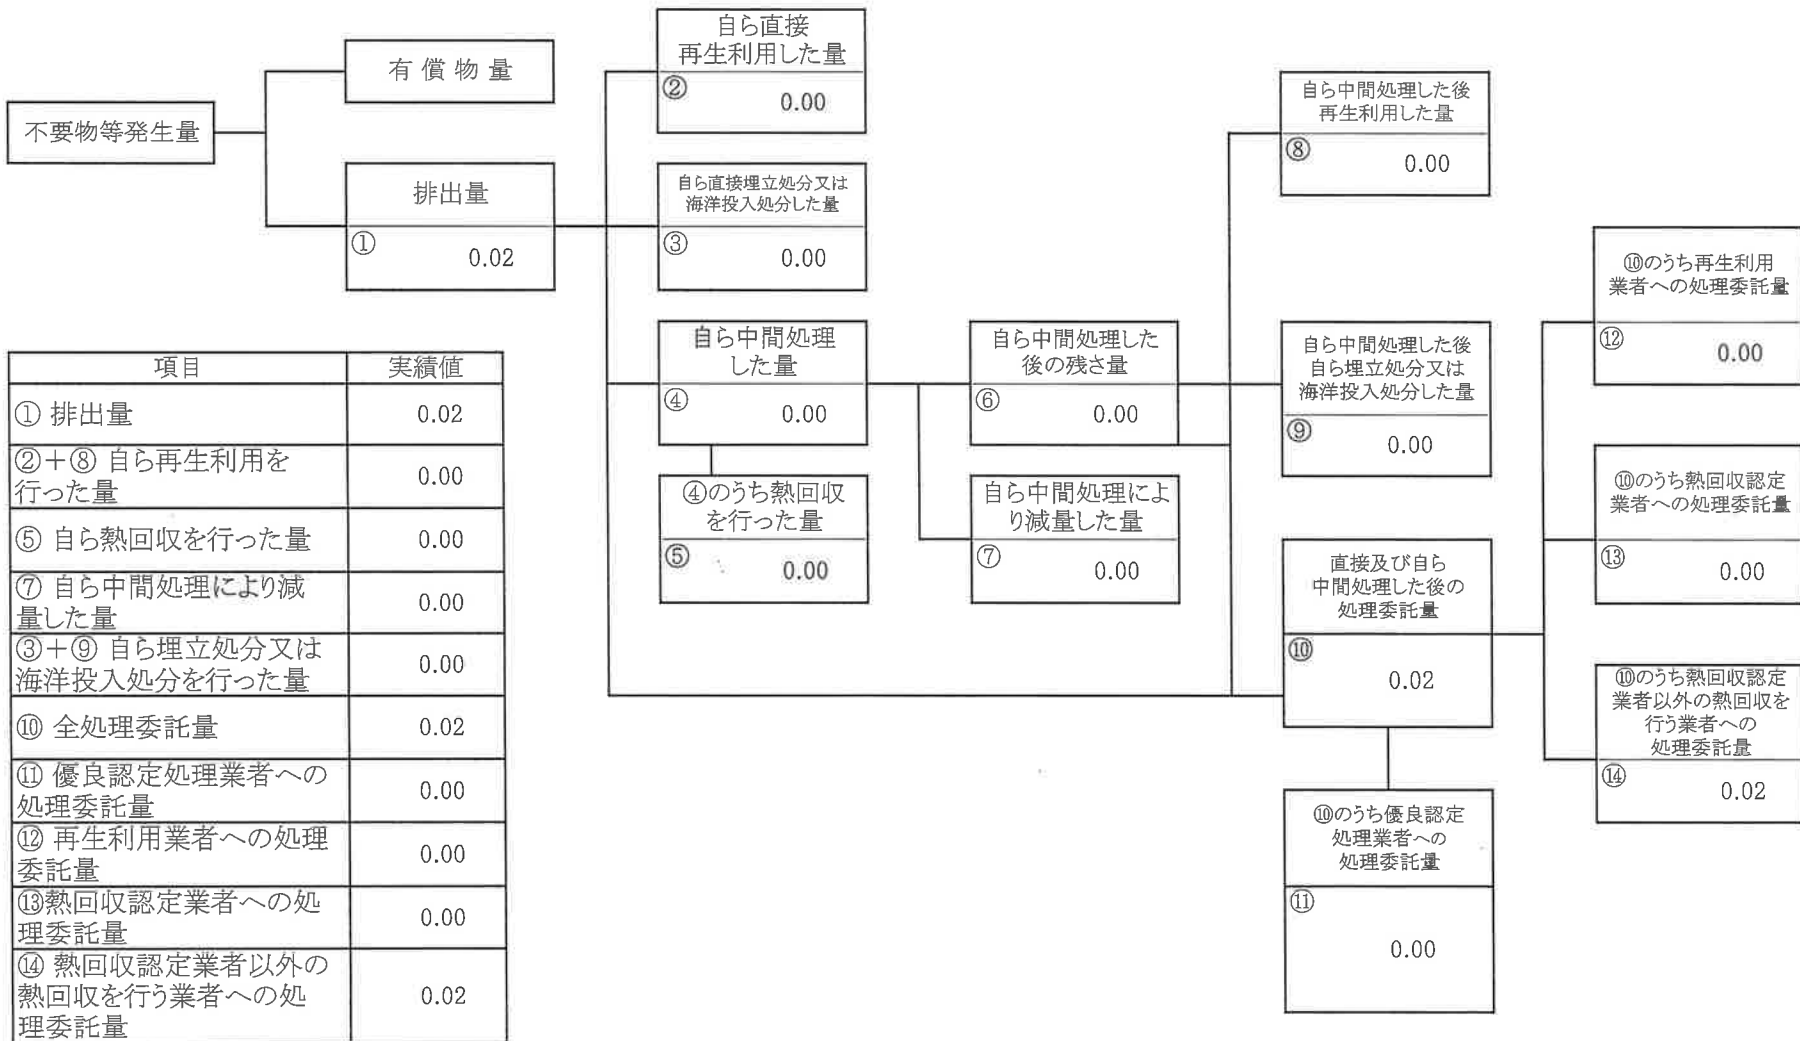 不要物等発生量
有償物量
排出量
①
0.02
自ら直接
再生利用した量
②
0.00
自ら直接埋立処分又は
海洋投入処分した量
③
0.00
自ら中間処理
した量
④
0.00
④のうち熱回収
を行った量
⑤
0.00
自ら中間処理した
後の残さ量
⑥
0.00
自ら中間処理によ
り減量した量
⑦
0.00
自ら中間処理した後
再生利用した量
⑧
0.00
自ら中間処理した後
自ら埋立処分又は
海洋投入処分した量
⑨
0.00
直接及び自ら
中間処理した後の
処理委託量
⑩
0.02
⑩のうち優良認定
処理業者への
処理委託量
⑪
0.00
⑩のうち再生利用
業者への処理委託量
⑫
0.00
⑩のうち熱回収認定
業者への処理委託量
⑬
0.00
⑩のうち熱回収認定
業者以外の熱回収を
行う業者への
処理委託量
⑭
0.02
項目 実績値
① 排出量 0.02
②+⑧ 自ら再生利用を
行った量 0.00
⑤ 自ら熱回収を行った量 0.00
⑦ 自ら中間処理により減
量した量 0.00
③+⑨ 自ら埋立処分又は
海洋投入処分を行った量 0.00
⑩ 全処理委託量 0.02
⑪ 優良認定処理業者への
処理委託量 0.00
⑫ 再生利用業者への処理
委託量 0.00
⑬熱回収認定業者への処
理委託量 0.00
⑭ 熱回収認定業者以外の
熱回収を行う業者への処
理委託量 0.02